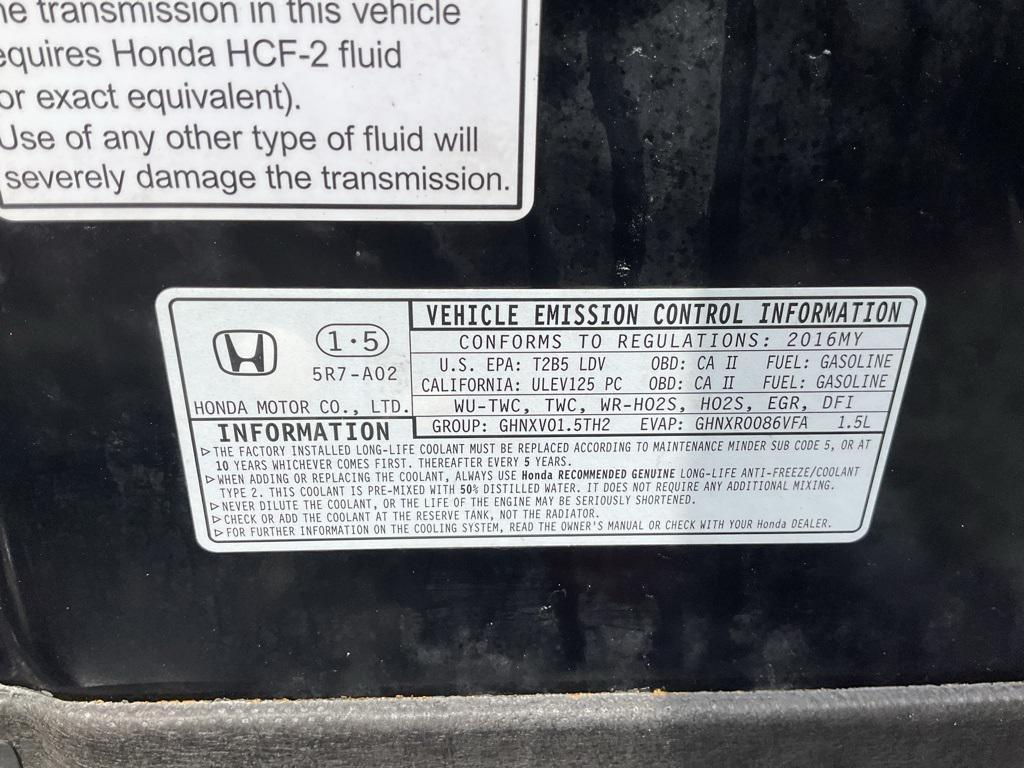 transmission in this vehicle
Honda HCF-2 fluid
or exact equivalent).
Use of any other type of fluid will
severely damage the transmission.
1·5
5R7-A02
HONDA MOTOR CO., LTD.
VEHICLE EMISSION CONTROL INFORMATION
CONFORMS TO REGULATIONS: 2016MY
U.S. EPA: T2B5 LDV OBD: CA II FUEL: GASOLINE
CALIFORNIA: ULEV125 PC OBD: CA II FUEL: GASOLINE
WU-TWC, TWC, WR-HO2S, HO2S, EGR, DFI
GROUP: GHNXV01.5TH2 EVAP: GHNXR0086VFA 1.5L
INFORMATION
▷THE FACTORY INSTALLED LONG-LIFE COOLANT MUST BE REPLACED ACCORDING TO MAINTENANCE MINDER SUB CODE 5, OR AT
10 YEARS WHICHEVER COMES FIRST. THEREAFTER EVERY 5 YEARS.
▷WHEN ADDING OR REPLACING THE COOLANT, ALWAYS USE Honda RECOMMENDED GENUINE LONG-LIFE ANTI-FREEZE/COOLANT
TYPE 2. THIS COOLANT IS PRE-MIXED WITH 50% DISTILLED WATER. IT DOES NOT REQUIRE ANY ADDITIONAL MIXING.
▷NEVER DILUTE THE COOLANT, OR THE LIFE OF THE ENGINE MAY BE SERIOUSLY SHORTENED.
▷CHECK OR ADD THE COOLANT AT THE RESERVE TANK, NOT THE RADIATOR.
▷FOR FURTHER INFORMATION ON THE COOLING SYSTEM, READ THE OWNER'S MANUAL OR CHECK WITH YOUR Honda DEALER.